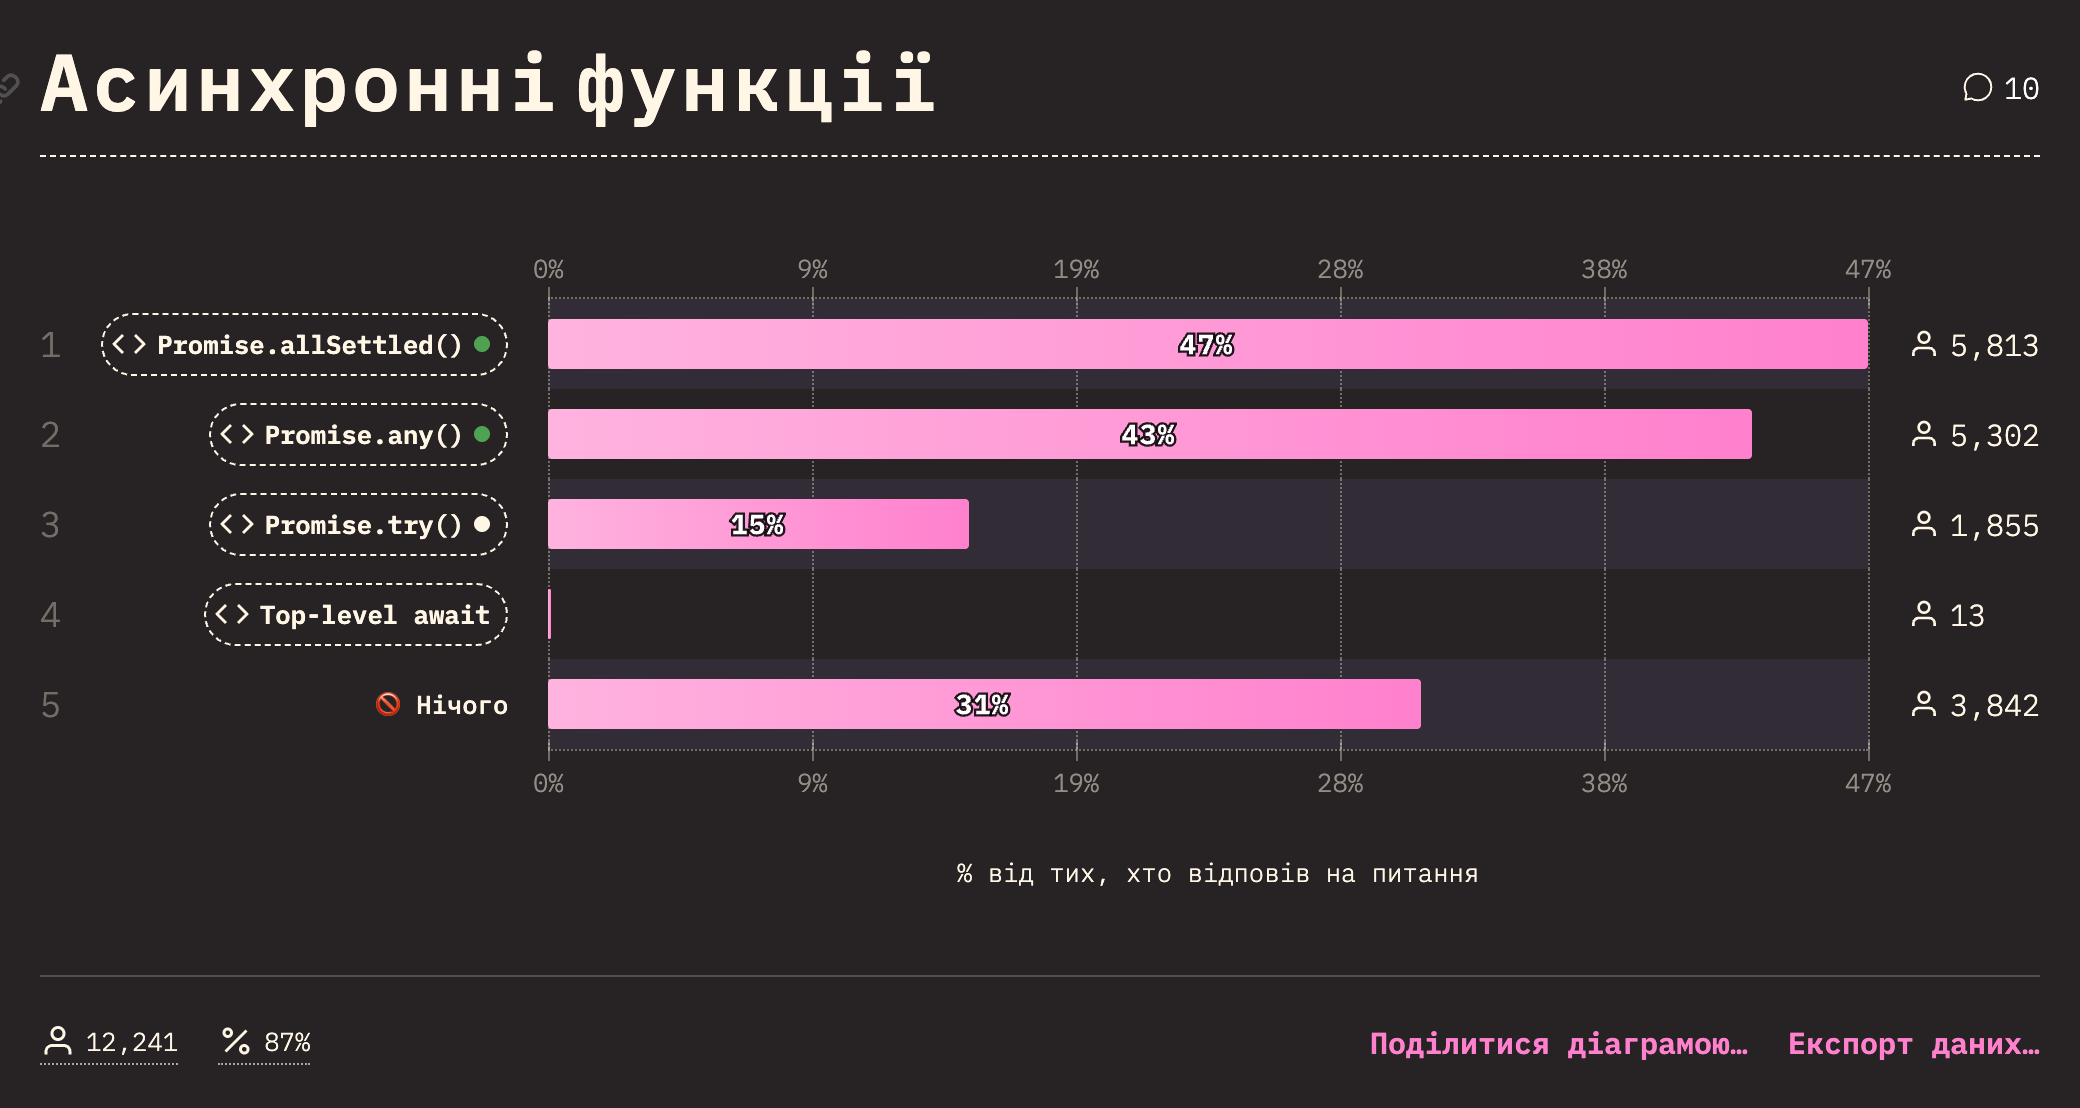 Асинхронні функції
10
0% 9% 19% 28% 38% 47%
1 <> Promise.allSettled() 47% 5,813
2 <> Promise.any() 43% 5,302
3 <> Promise.try() 15% 1,855
4 <> Top-level await 13
5 Нічого 31% 3,842
0% 9% 19% 28% 38% 47%
% від тих, хто відповів на питання
12,241 % 87% Поділитися діаграмою… Експорт даних…